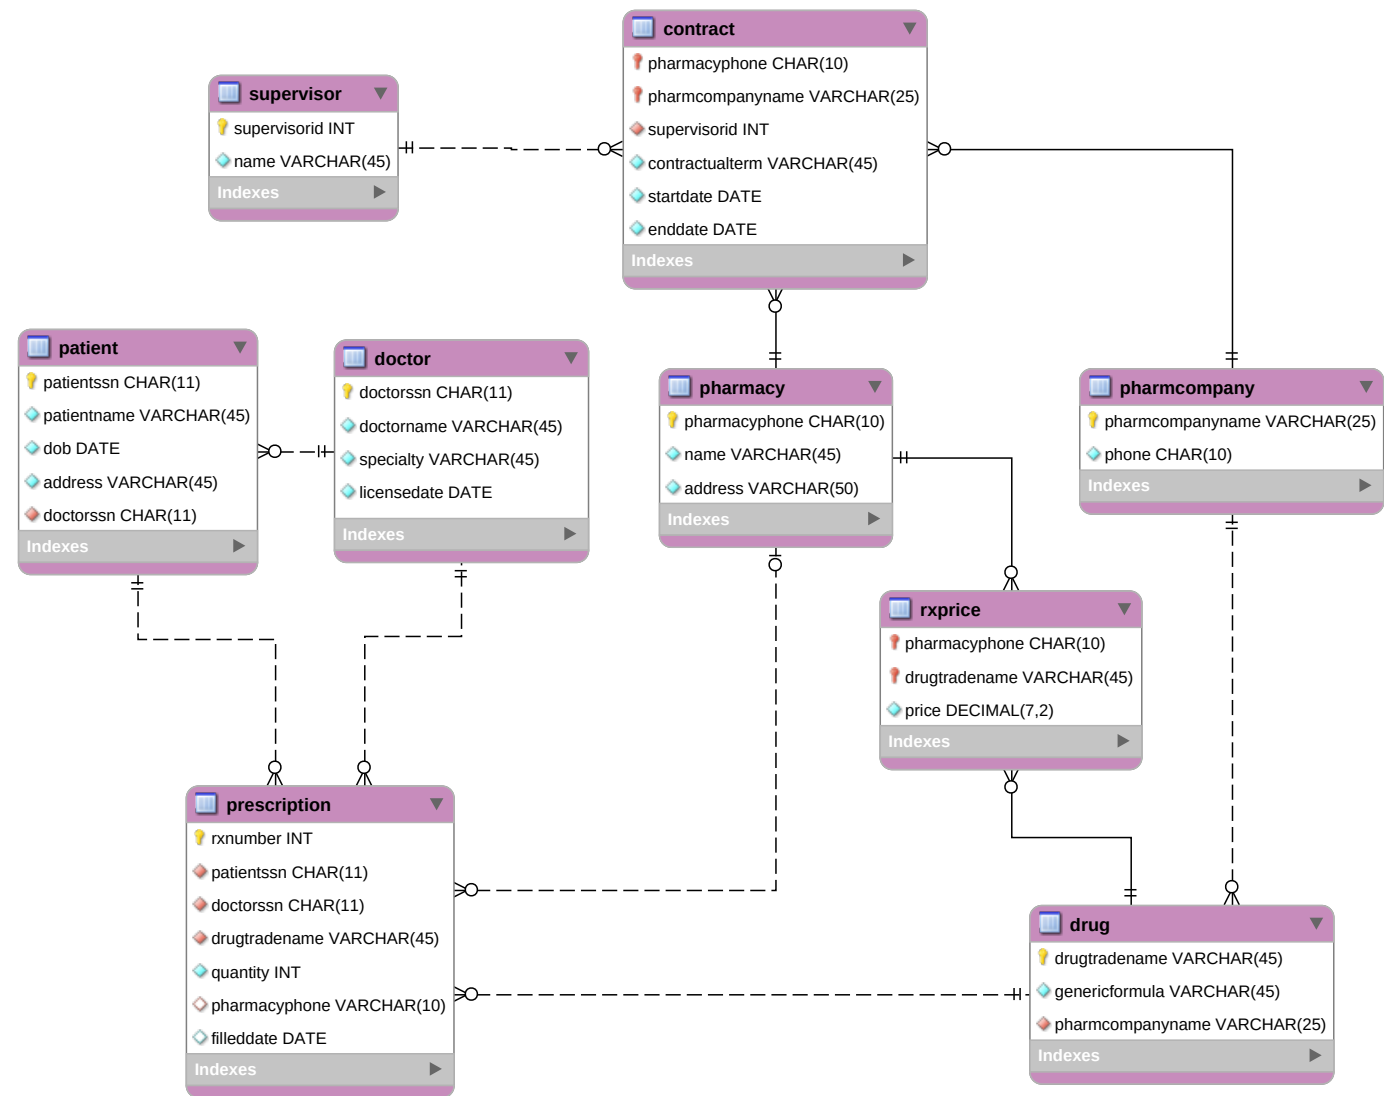 contract
pharmacyphone CHAR(10)
pharmcompanyname VARCHAR(25)
supervisorid INT
contractualterm VARCHAR(45)
startdate DATE
enddate DATE
Indexes
supervisor
supervisorid INT
name VARCHAR(45)
Indexes
patient
patientssn CHAR(11)
patientname VARCHAR(45)
dob DATE
address VARCHAR(45)
doctorssn CHAR(11)
Indexes
doctor
doctorssn CHAR(11)
doctorname VARCHAR(45)
specialty VARCHAR(45)
licensedate DATE
Indexes
pharmacy
pharmacyphone CHAR(10)
name VARCHAR(45)
address VARCHAR(50)
Indexes
pharmcompany
pharmcompanyname VARCHAR(25)
phone CHAR(10)
Indexes
rxprice
pharmacyphone CHAR(10)
drugtradename VARCHAR(45)
price DECIMAL(7,2)
Indexes
prescription
rxnumber INT
patientssn CHAR(11)
doctorssn CHAR(11)
drugtradename VARCHAR(45)
quantity INT
pharmacyphone VARCHAR(10)
filleddate DATE
Indexes
drug
drugtradename VARCHAR(45)
genericformula VARCHAR(45)
pharmcompanyname VARCHAR(25)
Indexes